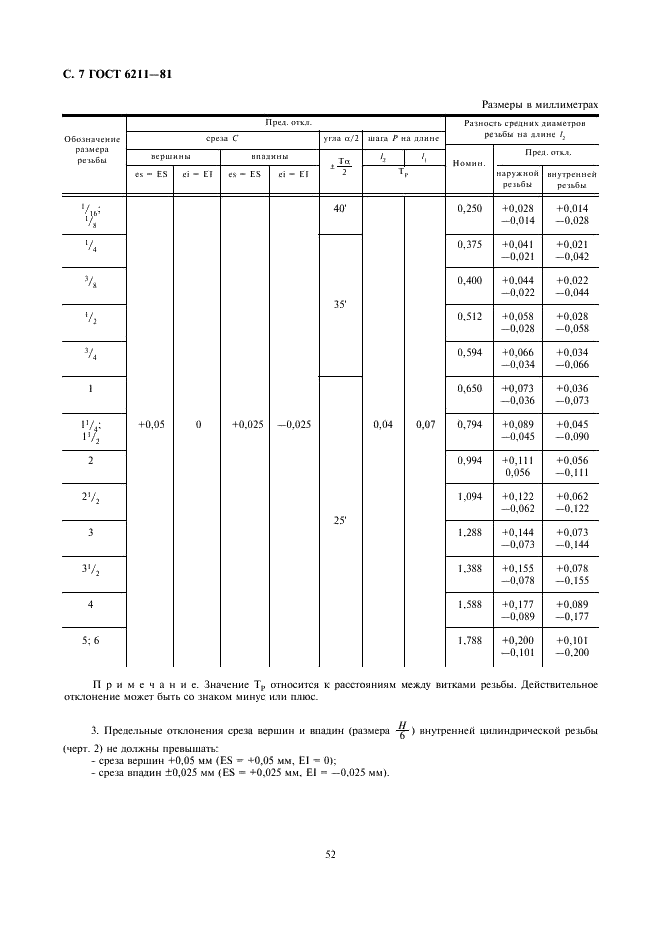 С. 7 ГОСТ 6211—81
Размеры в миллиметрах
Обозначение размера резьбы
Пред. откл.
Разность средних диаметров резьбы на длине l₂
среза C
угла α/2
шага P на длине
Номин.
Пред. откл.
вершины
впадины
± Tα/2
l₂
l₁
наружной резьбы
внутренней резьбы
es = ES
ei = EI
es = ES
ei = EI
T_P
¹/₁₆; ¹/₈
40'
0,250
+0,028 —0,014
+0,014 —0,028
¹/₄
0,375
+0,041 —0,021
+0,021 —0,042
³/₈
0,400
+0,044 —0,022
+0,022 —0,044
35'
¹/₂
0,512
+0,058 —0,028
+0,028 —0,058
³/₄
0,594
+0,066 —0,034
+0,034 —0,066
1
0,650
+0,073 —0,036
+0,036 —0,073
1¹/₄; 1¹/₂
+0,05
0
+0,025
—0,025
0,04
0,07
0,794
+0,089 —0,045
+0,045 —0,090
2
0,994
+0,111 0,056
+0,056 —0,111
2¹/₂
1,094
+0,122 —0,062
+0,062 —0,122
25'
3
1,288
+0,144 —0,073
+0,073 —0,144
3¹/₂
1,388
+0,155 —0,078
+0,078 —0,155
4
1,588
+0,177 —0,089
+0,089 —0,177
5; 6
1,788
+0,200 —0,101
+0,101 —0,200
П р и м е ч а н и е. Значение T_P относится к расстояниям между витками резьбы. Действительное
отклонение может быть со знаком минус или плюс.
3. Предельные отклонения среза вершин и впадин (размера H/6) внутренней цилиндрической резьбы
(черт. 2) не должны превышать:
- среза вершин +0,05 мм (ES = +0,05 мм, EI = 0);
- среза впадин ±0,025 мм (ES = +0,025 мм, EI = —0,025 мм).
52